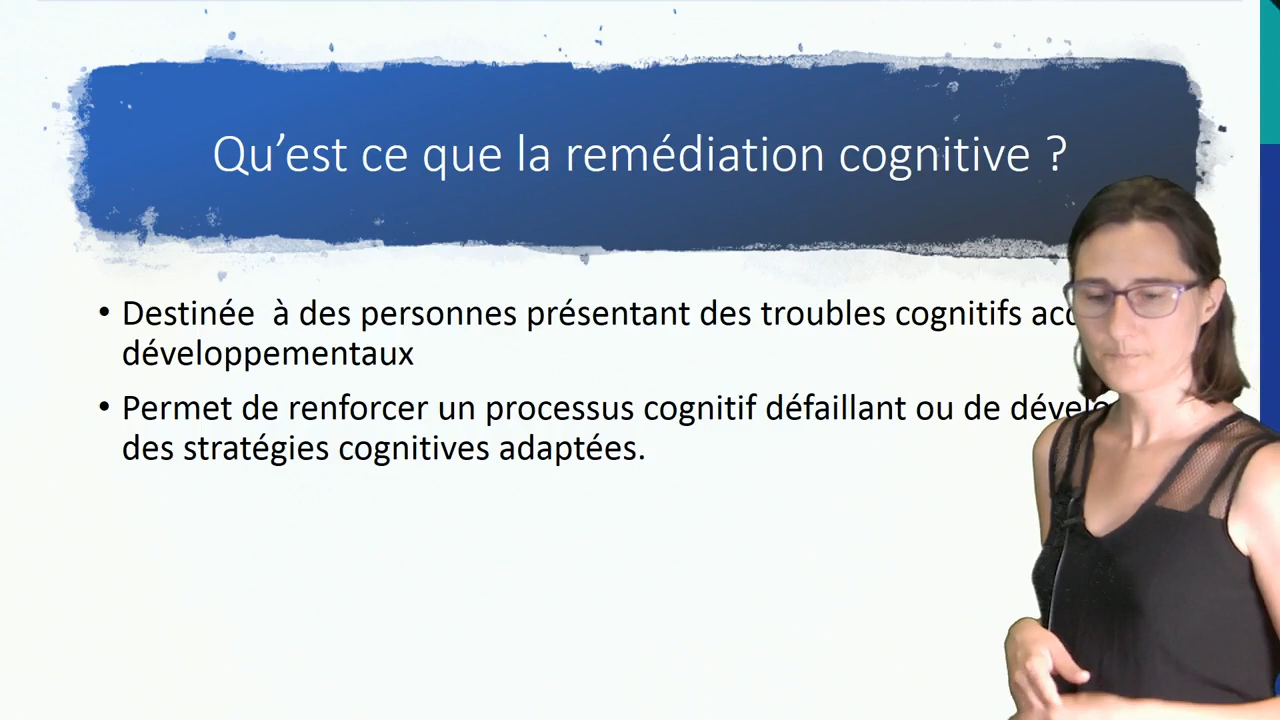 Qu’est ce que la remédiation cognitive ?
• Destinée  à des personnes présentant des troubles cognitifs
développementaux
• Permet de renforcer un processus cognitif défaillant ou de
des stratégies cognitives adaptées.